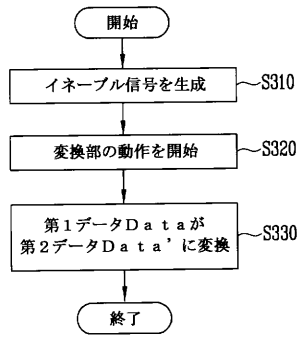 開始
イネーブル信号を生成
S310
変換部の動作を開始
S320
第1データDataが
第2データData'に変換
S330
終了